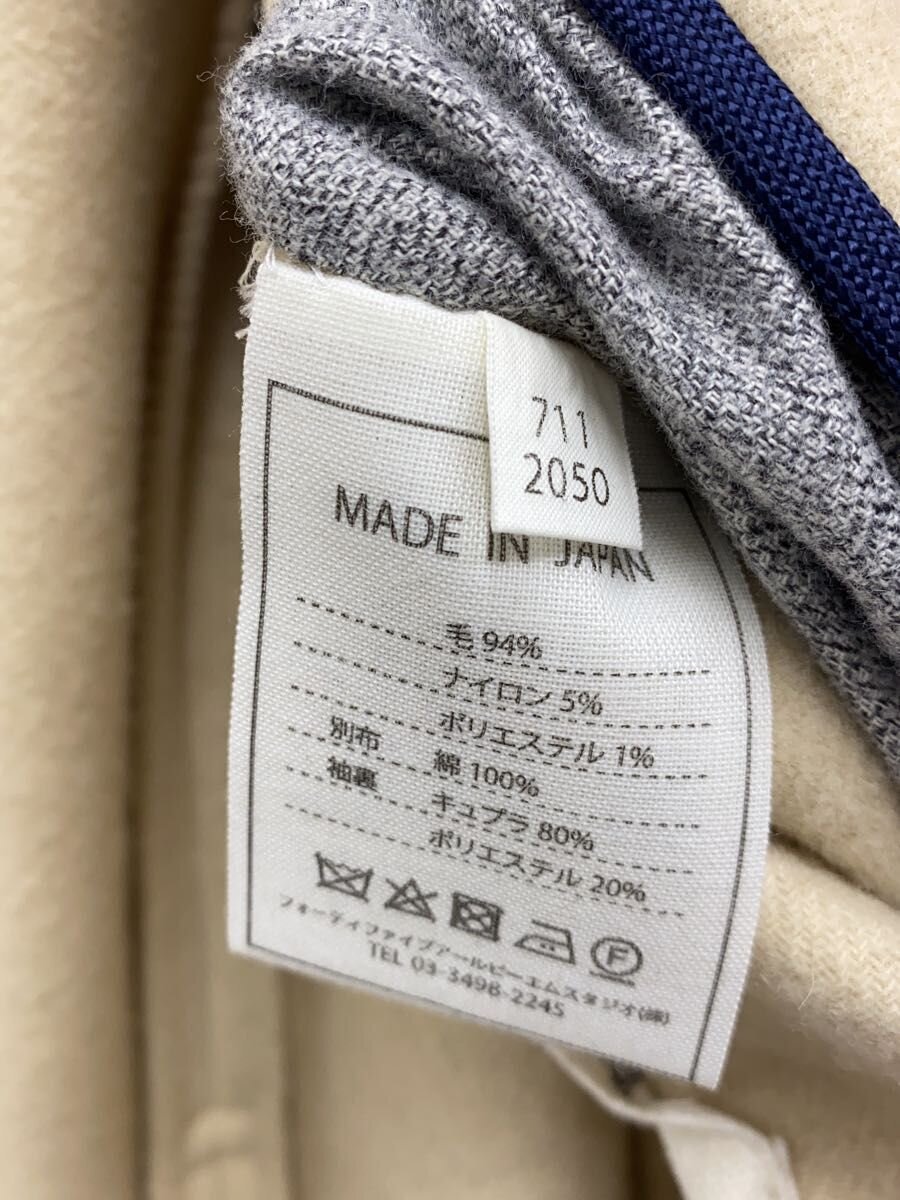 711
2050
MADE IN JAPAN
毛 94%
ナイロン 5%
ポリエステル 1%
別布 綿 100%
袖裏 キュプラ 80%
ポリエステル 20%
F
フォーティファイブアールピーエムスタジオ(株)
TEL 03-3498-2245